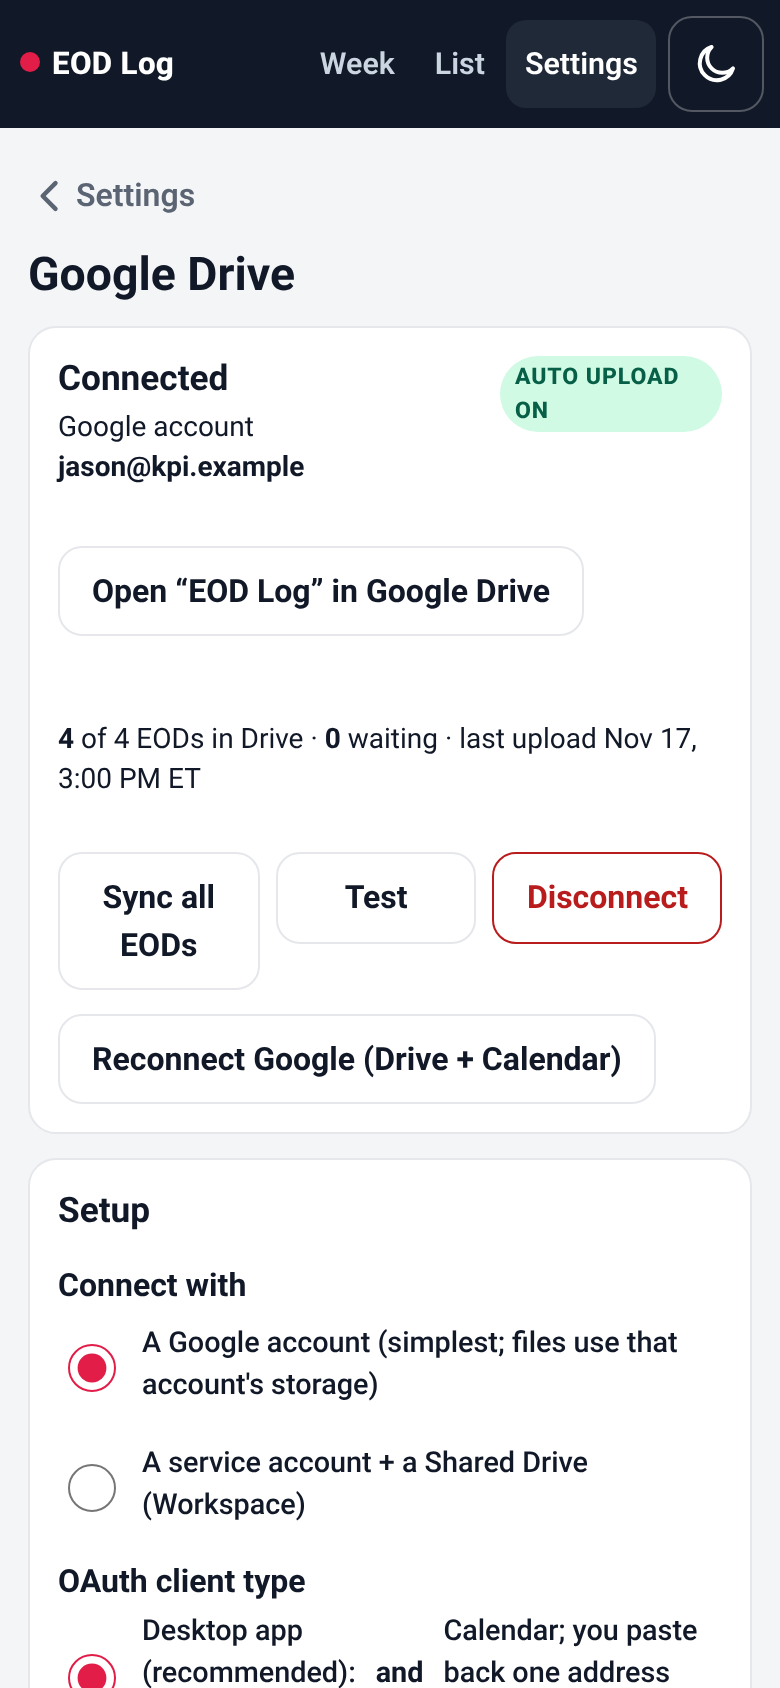 EOD Log Week List Settings
Settings
Google Drive
Connected
AUTO UPLOAD
ON
Google account
jason@kpi.example
Open “EOD Log” in Google Drive
4 of 4 EODs in Drive · 0 waiting · last upload Nov 17,
3:00 PM ET
Sync all
EODs
Test
Disconnect
Reconnect Google (Drive + Calendar)
Setup
Connect with
A Google account (simplest; files use that
account's storage)
A service account + a Shared Drive
(Workspace)
OAuth client type
Desktop app
(recommended):
and
Calendar; you paste
back one address